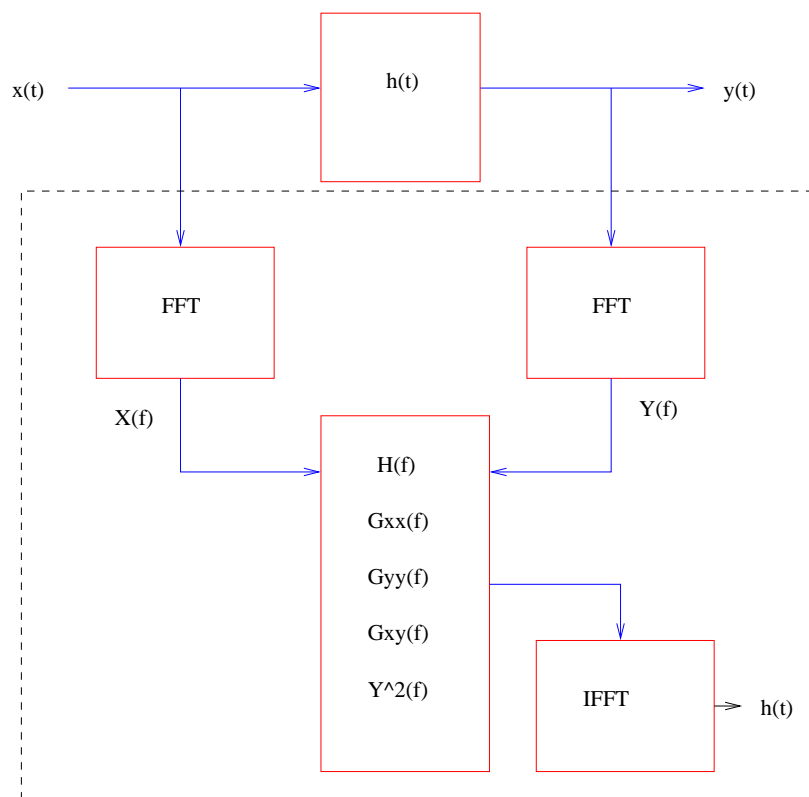 x(t)
h(t)
y(t)
FFT
FFT
X(f)
Y(f)
H(f)
Gxx(f)
Gyy(f)
Gxy(f)
Y^2(f)
IFFT
h(t)